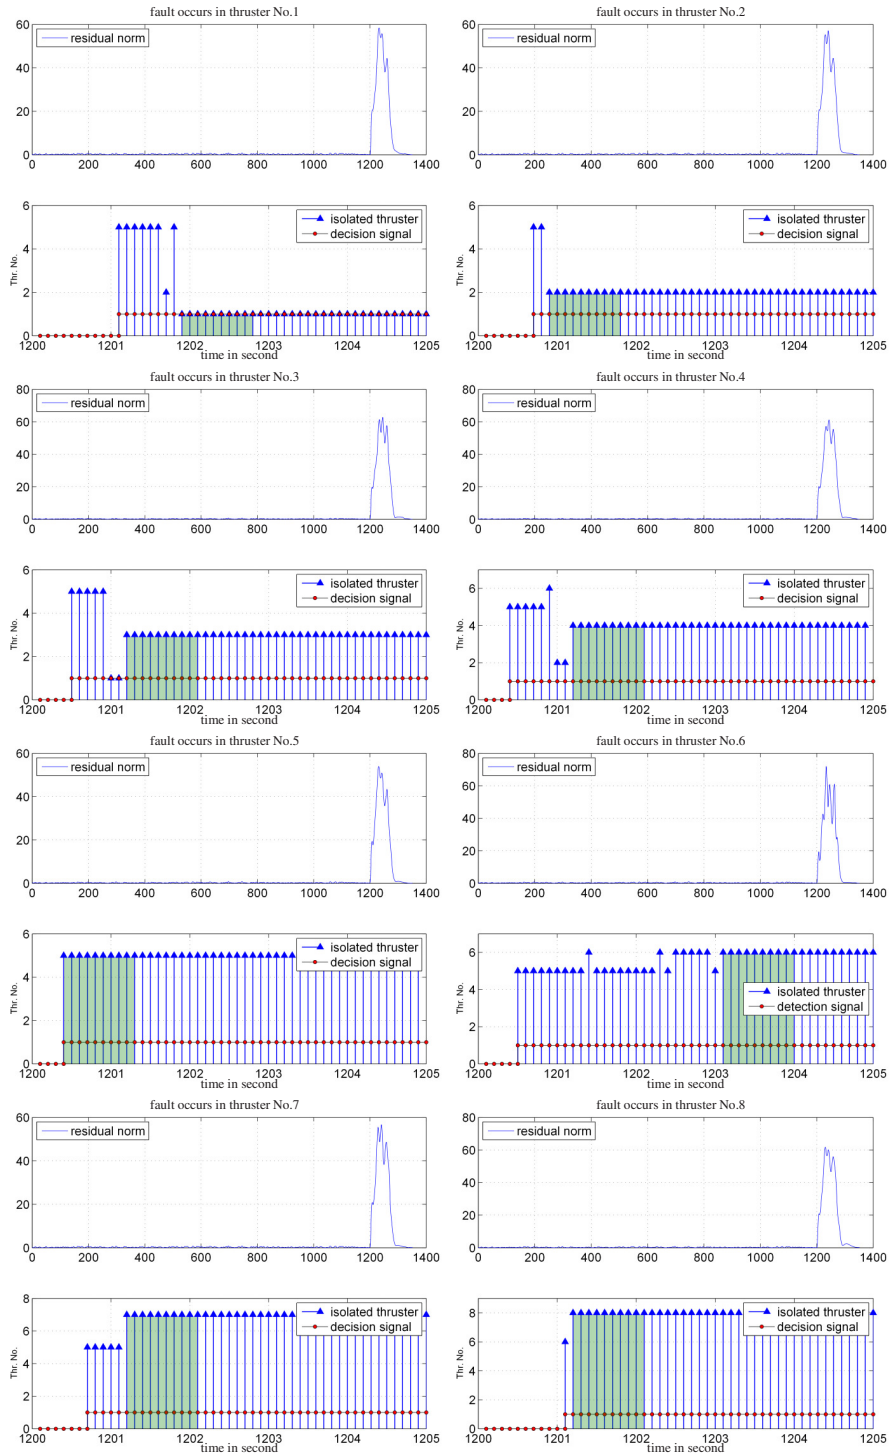 fault occurs in thruster No.1
60
40
20
0
residual norm
0 200 400 600 800 1000 1200 1400
6
4
2
0
Thr. No.
isolated thruster
decision signal
1200 1201 1202 1203 1204 1205
time in second
fault occurs in thruster No.2
60
40
20
0
residual norm
0 200 400 600 800 1000 1200 1400
6
4
2
0
Thr. No.
isolated thruster
decision signal
1200 1201 1202 1203 1204 1205
time in second
fault occurs in thruster No.3
80
60
40
20
0
residual norm
0 200 400 600 800 1000 1200 1400
6
4
2
0
Thr. No.
isolated thruster
decision signal
1200 1201 1202 1203 1204 1205
time in second
fault occurs in thruster No.4
80
60
40
20
0
residual norm
0 200 400 600 800 1000 1200 1400
6
4
2
0
Thr. No.
isolated thruster
decision signal
1200 1201 1202 1203 1204 1205
time in second
fault occurs in thruster No.5
60
40
20
0
residual norm
0 200 400 600 800 1000 1200 1400
6
4
2
0
Thr. No.
isolated thruster
decision signal
1200 1201 1202 1203 1204 1205
time in second
fault occurs in thruster No.6
80
60
40
20
0
residual norm
0 200 400 600 800 1000 1200 1400
6
4
2
0
Thr. No.
isolated thruster
detection signal
1200 1201 1202 1203 1204 1205
time in second
fault occurs in thruster No.7
60
40
20
0
residual norm
0 200 400 600 800 1000 1200 1400
8
6
4
2
0
Thr. No.
isolated thruster
decision signal
1200 1201 1202 1203 1204 1205
time in second
fault occurs in thruster No.8
80
60
40
20
0
residual norm
0 200 400 600 800 1000 1200 1400
8
6
4
2
0
Thr. No.
isolated thruster
decision signal
1200 1201 1202 1203 1204 1205
time in second